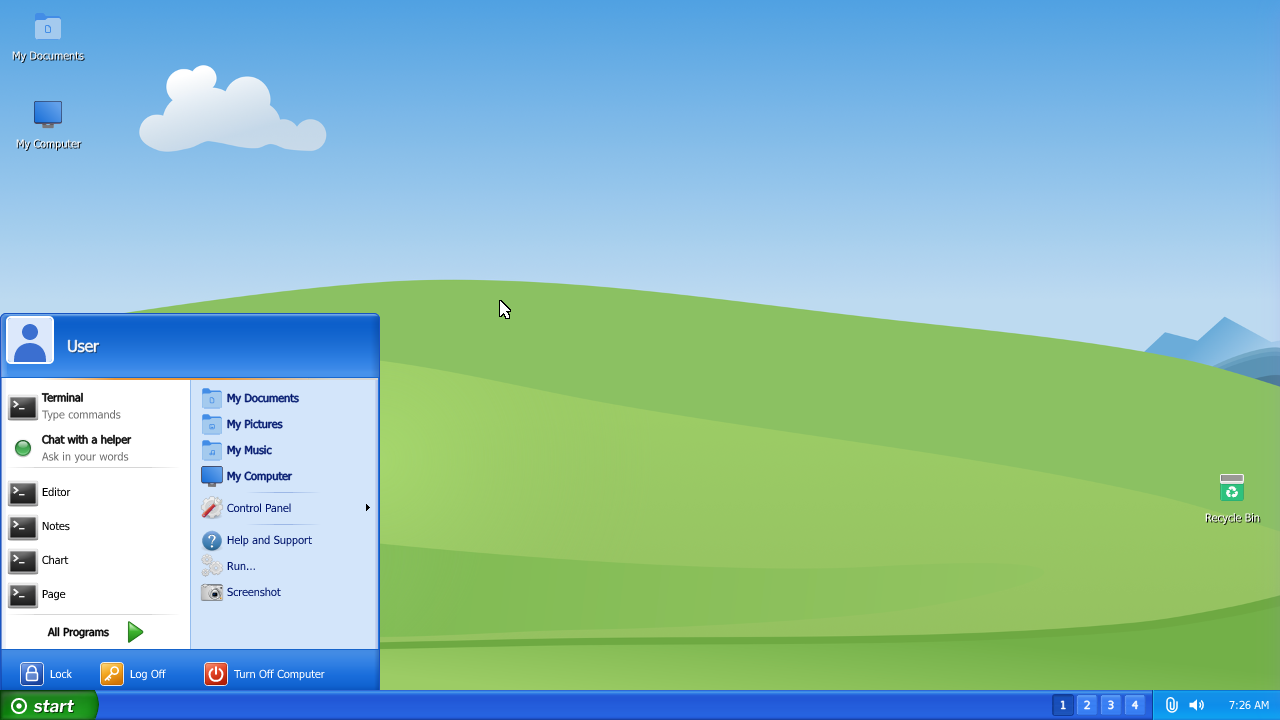 My Documents
My Computer
User
Terminal
Type commands
Chat with a helper
Ask in your words
Editor
Notes
Chart
Page
All Programs
My Documents
My Pictures
My Music
My Computer
Control Panel
Help and Support
Run...
Screenshot
Recycle Bin
Lock
Log Off
Turn Off Computer
start
1 2 3 4
7:26 AM